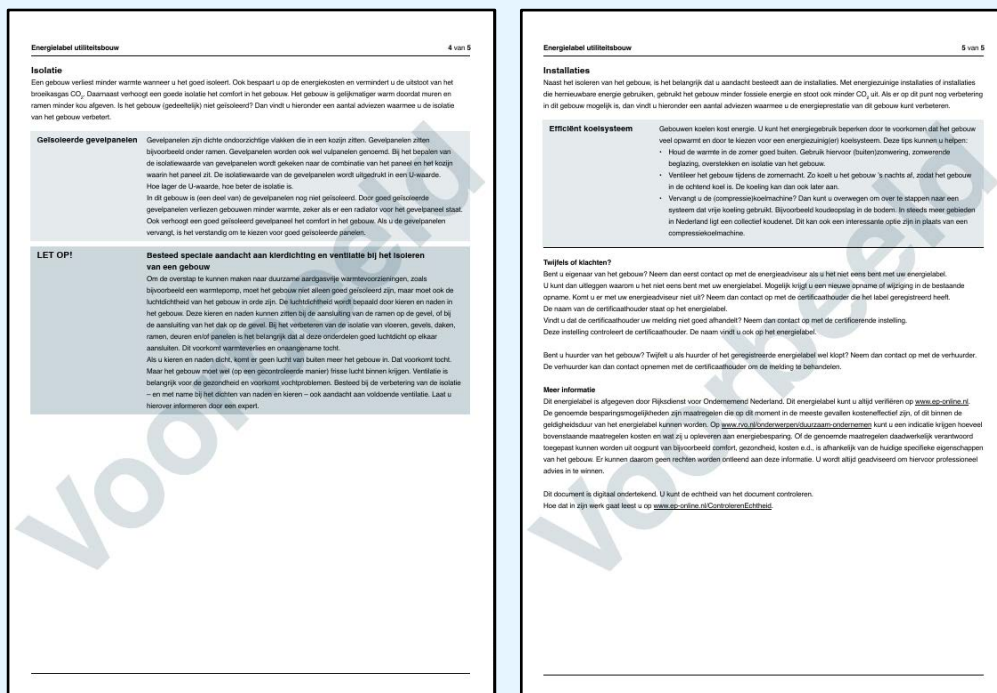 Energielabel utiliteitsbouw 4 van 5
Isolatie
Een gebouw verliest minder warmte wanneer u het goed isoleert. Ook bespaart u op de energiekosten en vermindert u de uitstoot van het
broeikasgas CO₂. Daarnaast verhoogt een goede isolatie het comfort in het gebouw. Het gebouw is gelijkmatiger warm doordat muren en
ramen minder kou afgeven. Is het gebouw (gedeeltelijk) niet geïsoleerd? Dan vindt u hieronder een aantal adviezen waarmee u de isolatie
van het gebouw verbetert.
Geïsoleerde gevelpanelen
Gevelpanelen zijn dichte ondoorzichtige vlakken die in een kozijn zitten. Gevelpanelen zitten
bijvoorbeeld onder ramen. Gevelpanelen worden ook wel vulpanelen genoemd. Bij het bepalen van
de isolatiewaarde van gevelpanelen wordt gekeken naar de combinatie van het paneel en het kozijn
waarin het paneel zit. De isolatiewaarde van de gevelpanelen wordt uitgedrukt in een U-waarde.
Hoe lager de U-waarde, hoe beter de isolatie is.
In dit gebouw is (een deel van) de gevelpanelen nog niet geïsoleerd. Door goed geïsoleerde
gevelpanelen verliezen gebouwen minder warmte, zeker als er een radiator voor het gevelpaneel staat.
Ook verhoogt een goed geïsoleerd gevelpaneel het comfort in het gebouw. Als u de gevelpanelen
vervangt, is het verstandig om te kiezen voor goed geïsoleerde panelen.
LET OP!
Besteed speciale aandacht aan kierdichting en ventilatie bij het isoleren
van een gebouw
Om de overstap te kunnen maken naar duurzame aardgasvrije warmtevoorzieningen, zoals
bijvoorbeeld een warmtepomp, moet het gebouw niet alleen goed geïsoleerd zijn, maar moet ook de
luchtdichtheid van het gebouw in orde zijn. De luchtdichtheid wordt bepaald door kieren en naden in
het gebouw. Deze kieren en naden kunnen zitten bij de aansluiting van de ramen op de gevel, of bij
de aansluiting van het dak op de gevel. Bij het verbeteren van de isolatie van vloeren, gevels, daken,
ramen, deuren en/of panelen is het belangrijk dat al deze onderdelen goed luchtdicht op elkaar
aansluiten. Dit voorkomt warmteverlies en onaangename tocht.
Als u kieren en naden dicht, komt er geen lucht van buiten meer het gebouw in. Dat voorkomt tocht.
Maar het gebouw moet wel (op een gecontroleerde manier) frisse lucht binnen krijgen. Ventilatie is
belangrijk voor de gezondheid en voorkomt vochtproblemen. Besteed bij de verbetering van de isolatie
– en met name bij het dichten van naden en kieren – ook aandacht aan voldoende ventilatie. Laat u
hierover informeren door een expert.
Voorbeeld
Energielabel utiliteitsbouw 5 van 5
Installaties
Naast het isoleren van het gebouw, is het belangrijk dat u aandacht besteedt aan de installaties. Met energiezuinige installaties of installaties
die hernieuwbare energie gebruiken, gebruikt het gebouw minder fossiele energie en stoot ook minder CO₂ uit. Als er op dit punt nog verbetering
in dit gebouw mogelijk is, dan vindt u hieronder een aantal adviezen waarmee u de energieprestatie van dit gebouw kunt verbeteren.
Efficiënt koelsysteem
Gebouwen koelen kost energie. U kunt het energiegebruik beperken door te voorkomen dat het gebouw
veel opwarmt en door te kiezen voor een energiezuinig(er) koelsysteem. Deze tips kunnen u helpen:
• Houd de warmte in de zomer goed buiten. Gebruik hiervoor (buiten)zonwering, zonwerende
beglazing, overstekken en isolatie van het gebouw.
• Ventileer het gebouw tijdens de zomernacht. Zo koelt u het gebouw 's nachts af, zodat het gebouw
in de ochtend koel is. De koeling kan dan ook later aan.
• Vervangt u de (compressie)koelmachine? Dan kunt u overwegen om over te stappen naar een
systeem dat vrije koeling gebruikt. Bijvoorbeeld koudeopslag in de bodem. In steeds meer gebieden
in Nederland ligt een collectief koudenet. Dit kan ook een interessante optie zijn in plaats van een
compressiekoelmachine.
Twijfels of klachten?
Bent u eigenaar van het gebouw? Neem dan eerst contact op met de energieadviseur als u het niet eens bent met uw energielabel.
U kunt dan uitleggen waarom u het niet eens bent met uw energielabel. Mogelijk krijgt u een nieuwe opname of wijziging in de bestaande
opname. Komt u er met uw energieadviseur niet uit? Neem dan contact op met de certificaathouder die het label geregistreerd heeft.
De naam van de certificaathouder staat op het energielabel.
Vindt u dat de certificaathouder uw melding niet goed afhandelt? Neem dan contact op met de certificerende instelling.
Deze instelling controleert de certificaathouder. De naam vindt u ook op het energielabel.
Bent u huurder van het gebouw? Twijfelt u als huurder of het geregistreerde energielabel wel klopt? Neem dan contact op met de verhuurder.
De verhuurder kan dan contact opnemen met de certificaathouder om de melding te behandelen.
Meer informatie
Dit energielabel is afgegeven door Rijksdienst voor Ondernemend Nederland. Dit energielabel kunt u altijd verifiëren op www.ep-online.nl.
De genoemde besparingsmogelijkheden zijn maatregelen die op dit moment in de meeste gevallen kosteneffectief zijn, of dit binnen de
geldigheidsduur van het energielabel kunnen worden. Op www.rvo.nl/onderwerpen/duurzaam-ondernemen kunt u een indicatie krijgen hoeveel
bovenstaande maatregelen kosten en wat zij u opleveren aan energiebesparing. Of de genoemde maatregelen daadwerkelijk verantwoord
toegepast kunnen worden uit oogpunt van bijvoorbeeld comfort, gezondheid, kosten e.d., is afhankelijk van de huidige specifieke eigenschappen
van het gebouw. Er kunnen daarom geen rechten worden ontleend aan deze informatie. U wordt altijd geadviseerd om hiervoor professioneel
advies in te winnen.
Dit document is digitaal ondertekend. U kunt de echtheid van het document controleren.
Hoe dat in zijn werk gaat leest u op www.ep-online.nl/ControlerenEchtheid.
Voorbeeld